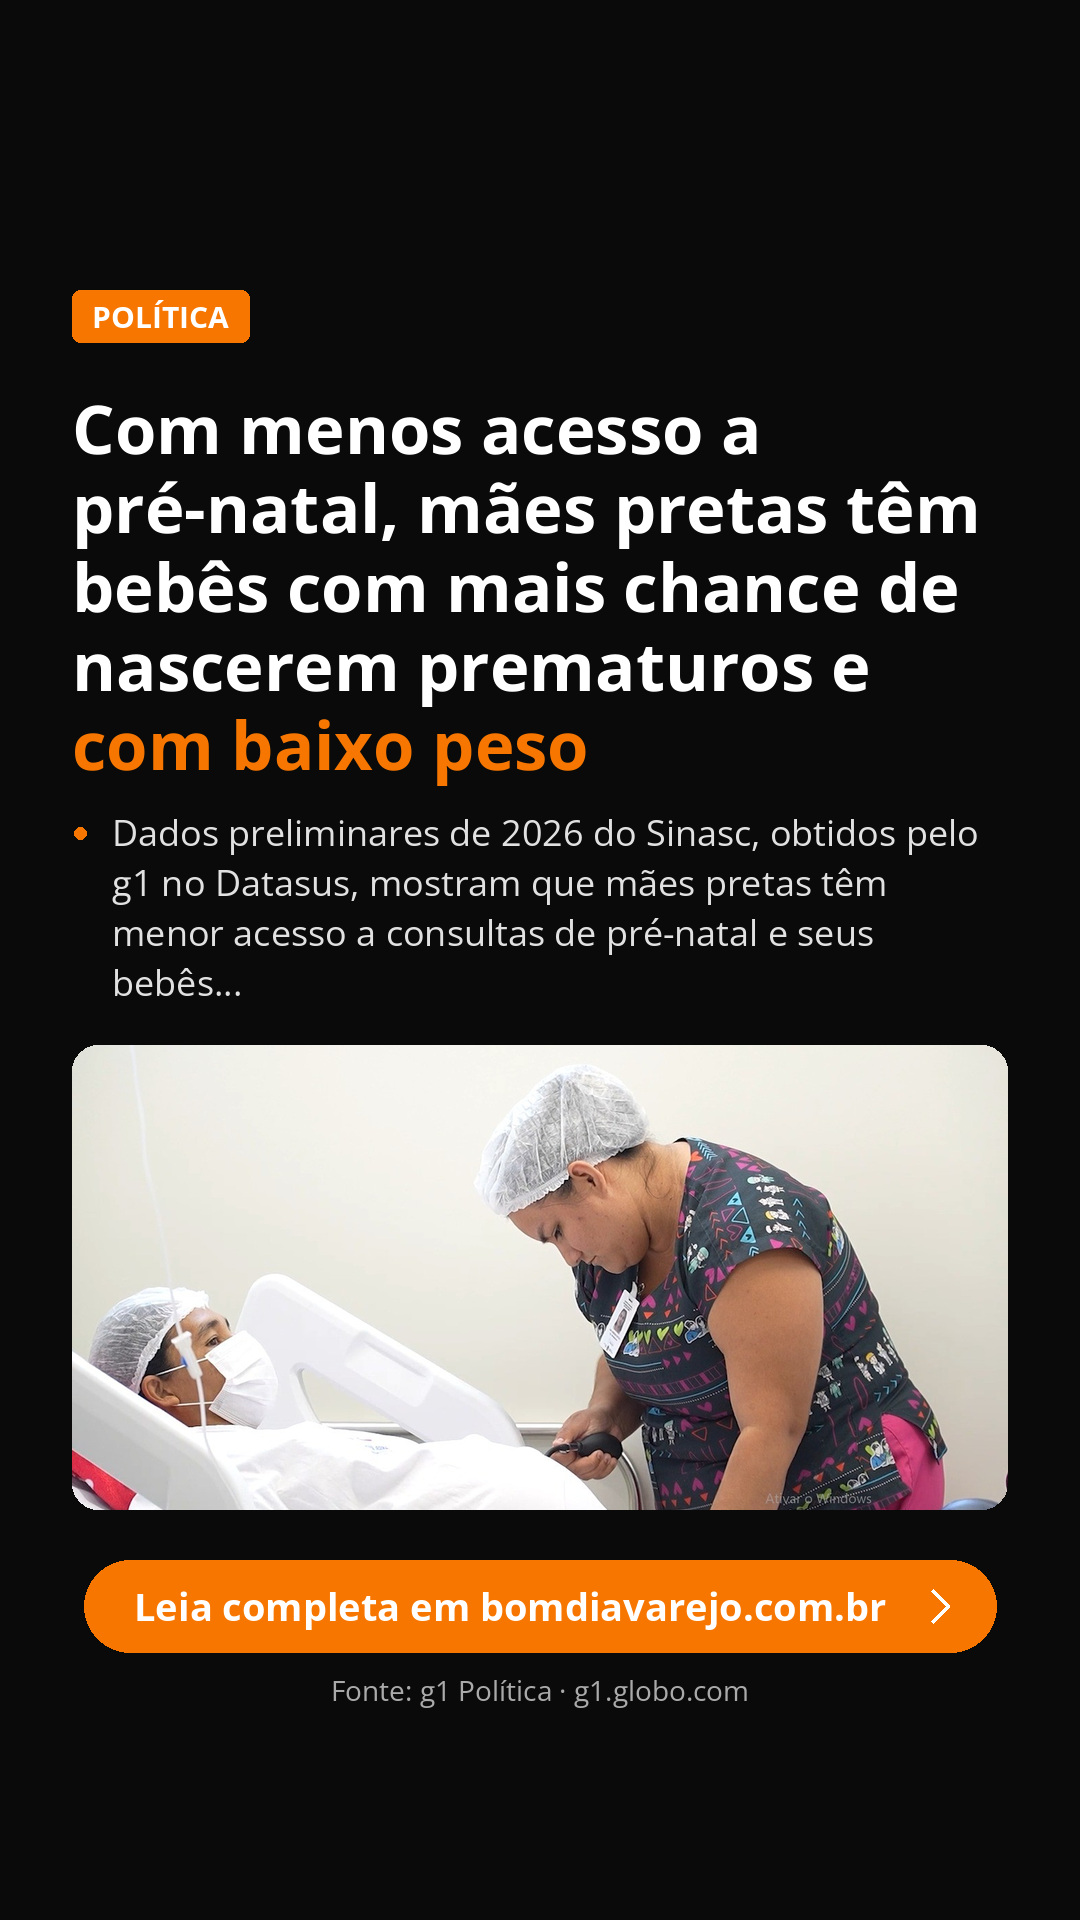 POLÍTICA
Com menos acesso a
pré-natal, mães pretas têm
bebês com mais chance de
nascerem prematuros e
com baixo peso
• Dados preliminares de 2026 do Sinasc, obtidos pelo
g1 no Datasus, mostram que mães pretas têm
menor acesso a consultas de pré-natal e seus
bebês...
Ativar o Windows
Leia completa em bomdiavarejo.com.br
Fonte: g1 Política · g1.globo.com